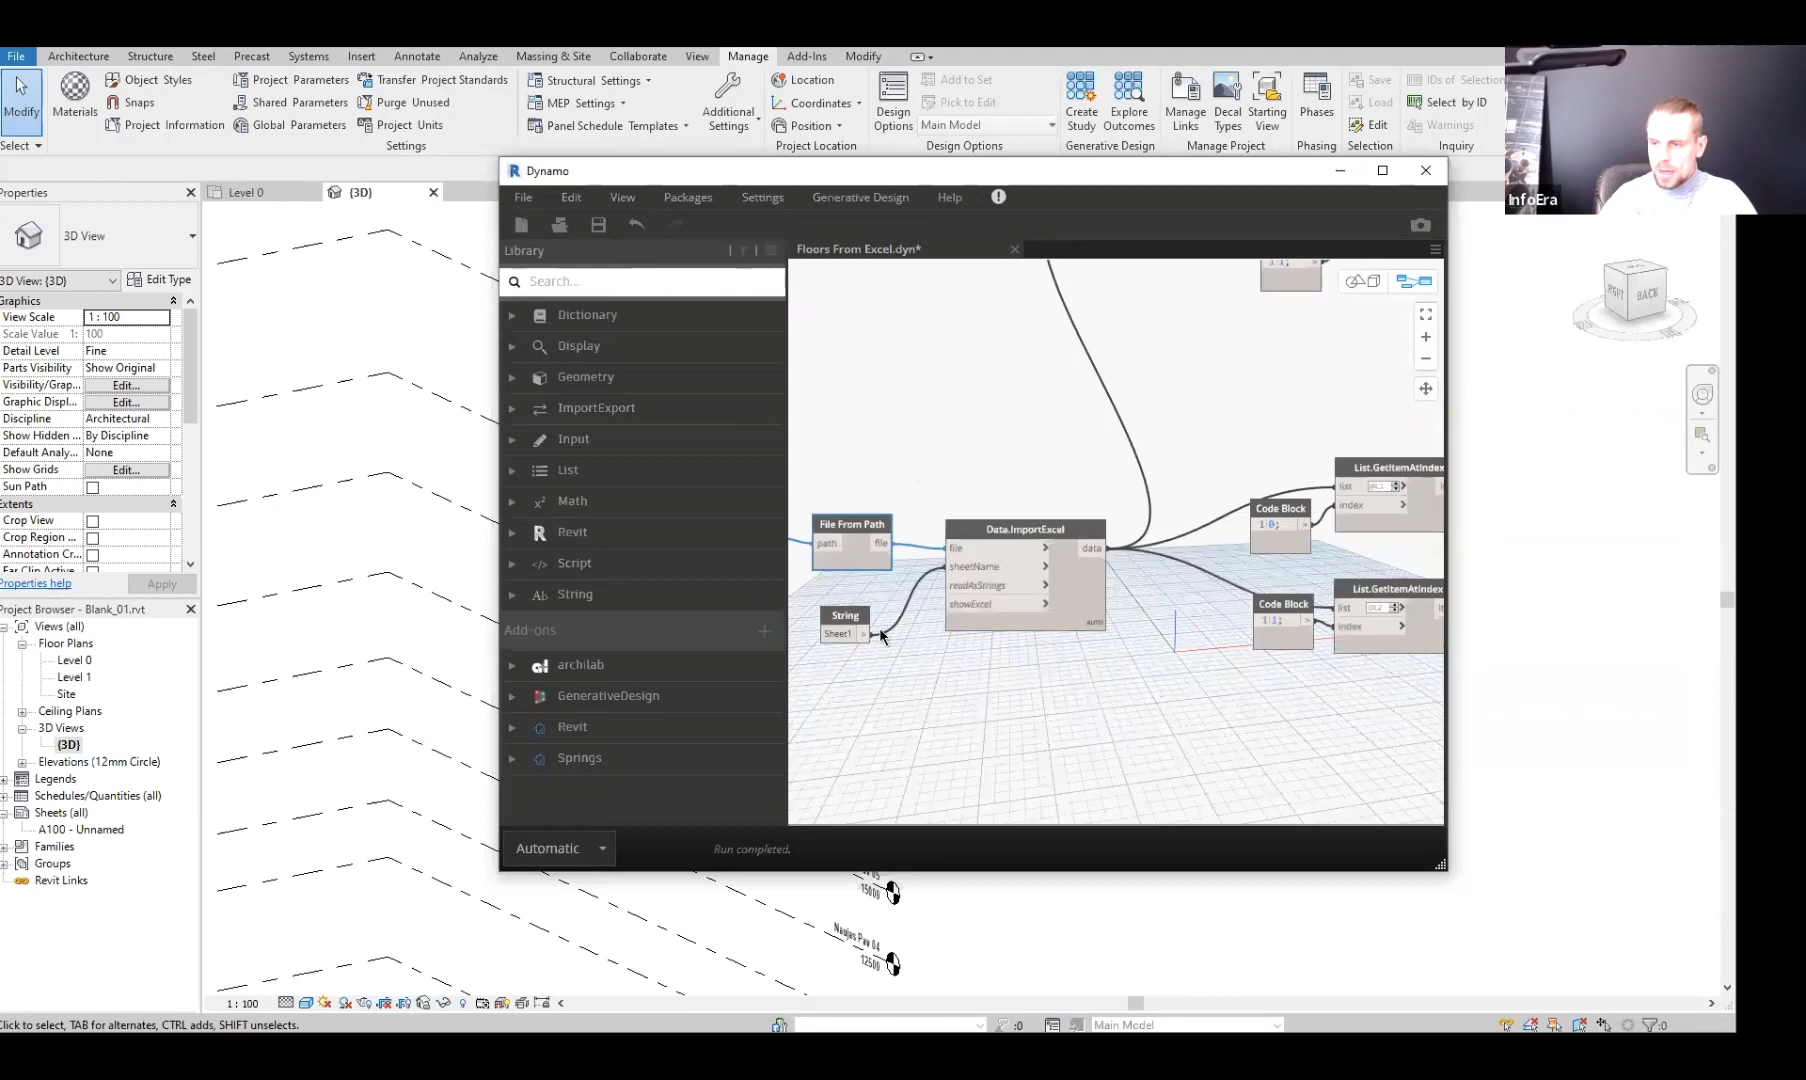 File Architecture Structure Steel Precast Systems Insert Annotate Analyze Massing & Site Collaborate View Manage Add-Ins Modify
Modify
Select
Materials
Object Styles
Snaps
Project Information
Project Parameters
Shared Parameters
Global Parameters
Transfer Project Standards
Purge Unused
Project Units
Settings
Structural Settings
MEP Settings
Panel Schedule Templates
Additional Settings
Location
Coordinates
Position
Project Location
Design Options
Add to Set
Pick to Edit
Main Model
Design Options
Create Study
Explore Outcomes
Generative Design
Manage Links
Decal Types
Starting View
Manage Project
Phases
Phasing
Save
Load
Edit
Selection
IDs of Selection
Select by ID
Warnings
Inquiry
InfoEra
Properties
3D View
3D View: {3D} Edit Type
Graphics
View Scale 1 : 100
Scale Value 1: 100
Detail Level Fine
Parts Visibility Show Original
Visibility/Grap... Edit...
Graphic Displ... Edit...
Discipline Architectural
Show Hidden ... By Discipline
Default Analy... None
Show Grids Edit...
Sun Path
Extents
Crop View
Crop Region ...
Annotation Cr...
Far Clip Active
Properties help Apply
Project Browser - Blank_01.rvt
Views (all)
Floor Plans
Level 0
Level 1
Site
Ceiling Plans
3D Views
{3D}
Elevations (12mm Circle)
Legends
Schedules/Quantities (all)
Sheets (all)
A100 - Unnamed
Families
Groups
Revit Links
Level 0 {3D}
Dynamo
File Edit View Packages Settings Generative Design Help
Library
Search...
Dictionary
Display
Geometry
ImportExport
Input
List
Math
Revit
Script
String
Add-ons
archilab
GenerativeDesign
Revit
Springs
Floors From Excel.dyn*
File From Path
path file
String
Sheet1 >
Data.ImportExcel
file data
sheetName
readAsStrings
showExcel
AUTO
Code Block
1 0; >
List.GetItemAtIndex
list
index
Code Block
1 1; >
List.GetItemAtIndex
list
index
Automatic Run completed.
BACK
15000
Naujas Pav 04
12500
1 : 100
Click to select, TAB for alternates, CTRL adds, SHIFT unselects.
:0 Main Model :0